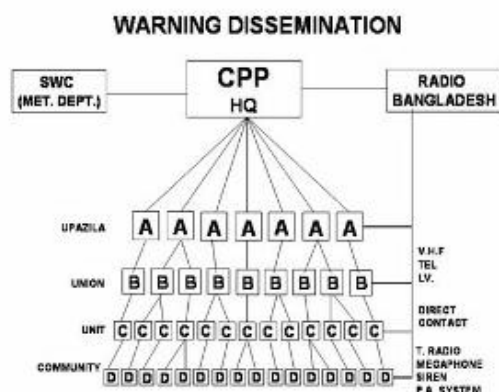 WARNING DISSEMINATION
SWC
(MET. DEPT.)
CPP
HQ
RADIO
BANGLADESH
UPAZILA A A A A A A A
V.H.F
TEL
I.V.
UNION B B B B B B B B B
UNIT C C C C C C C C C C C C C C
DIRECT
CONTACT
COMMUNITY D D D D D D D D D D D D D D D D
T. RADIO
MEGAPHONE
SIREN
P.A. SYSTEM